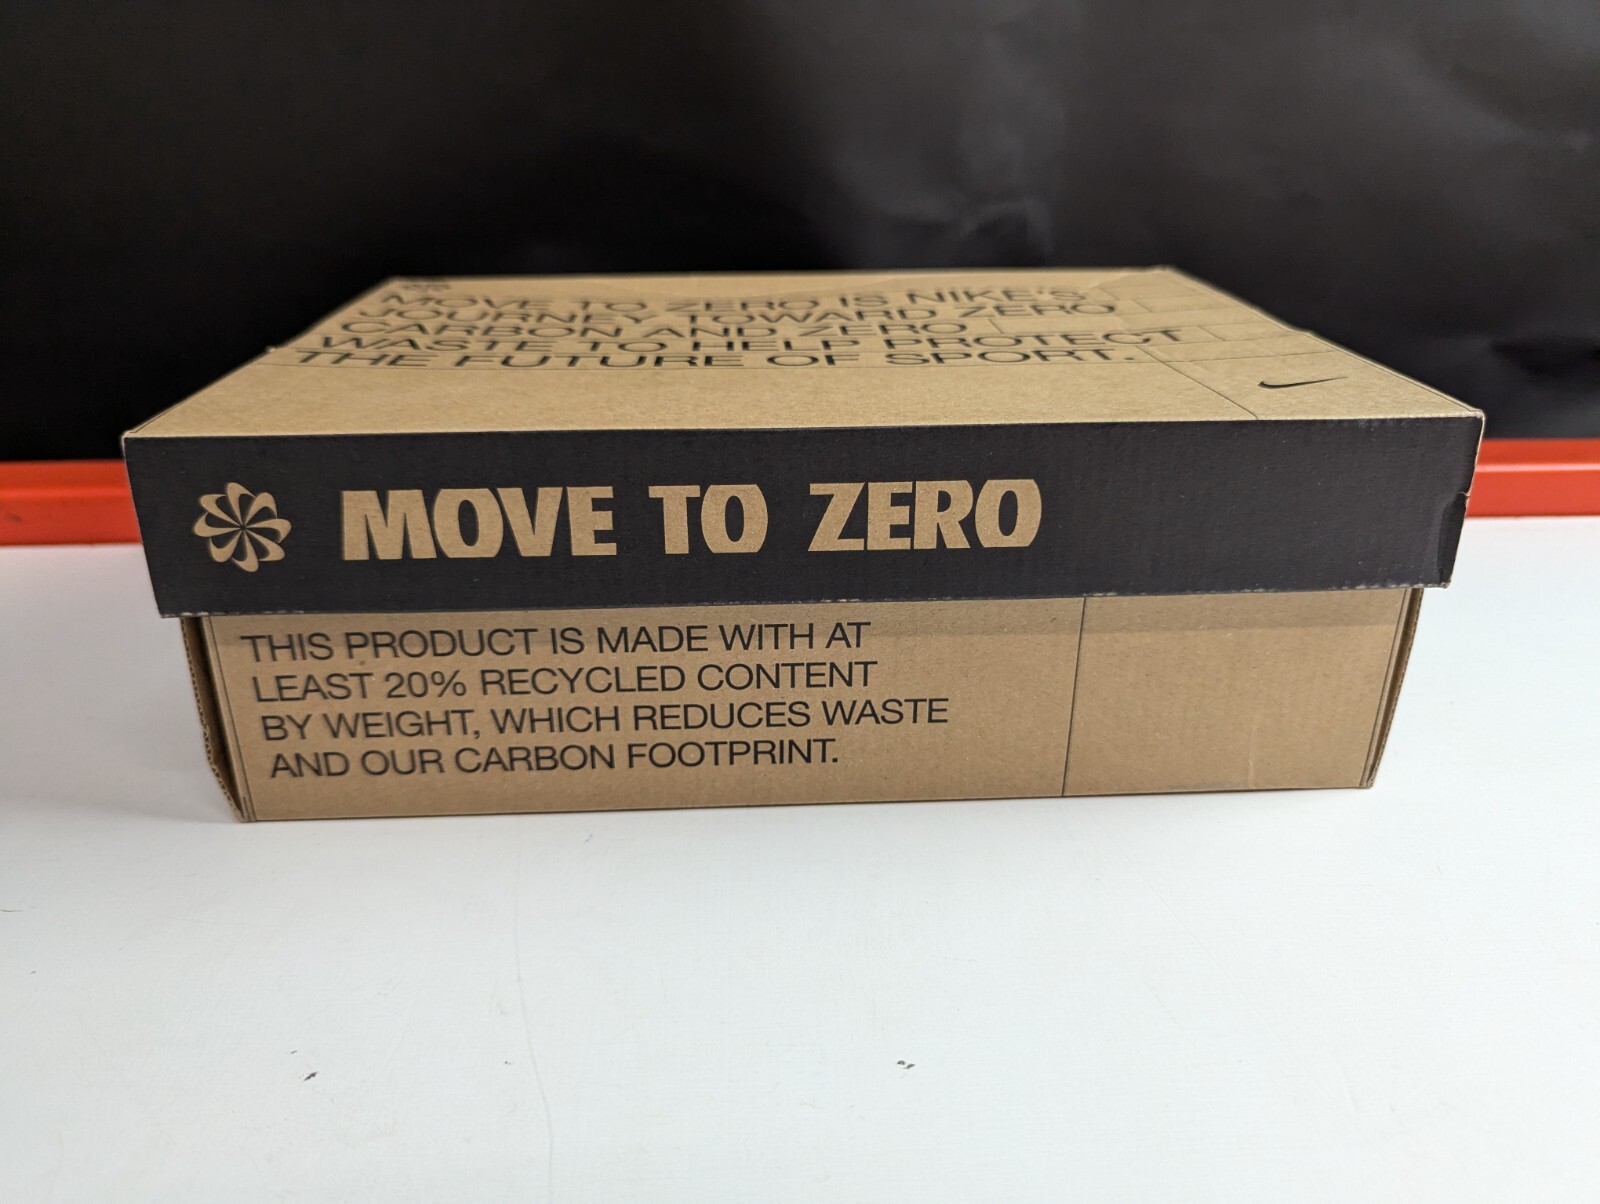 MOVE TO ZERO IS NIKE'S
JOURNEY TOWARD ZERO
CARBON AND ZERO
WASTE TO HELP PROTECT
THE FUTURE OF SPORT.
MOVE TO ZERO
THIS PRODUCT IS MADE WITH AT
LEAST 20% RECYCLED CONTENT
BY WEIGHT, WHICH REDUCES WASTE
AND OUR CARBON FOOTPRINT.